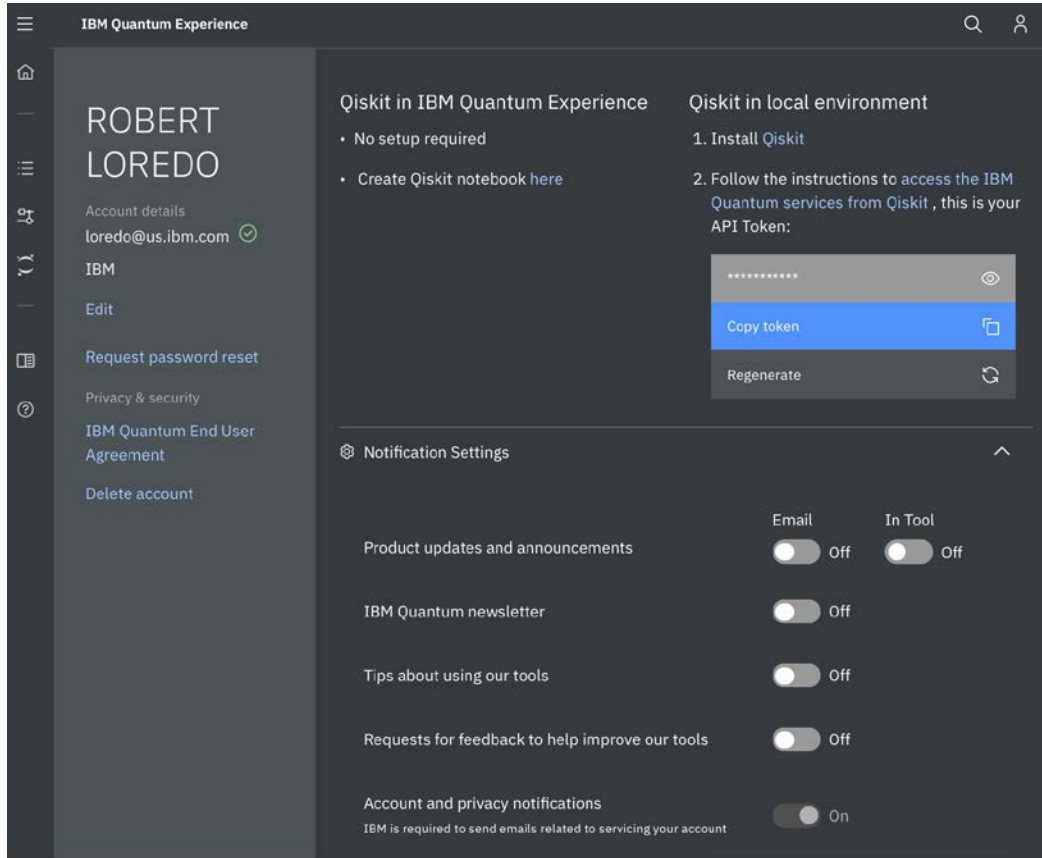 IBM Quantum Experience
ROBERT
LOREDO
Account details
loredo@us.ibm.com
IBM
Edit
Request password reset
Privacy & security
IBM Quantum End User
Agreement
Delete account
Qiskit in IBM Quantum Experience
• No setup required
• Create Qiskit notebook here
Qiskit in local environment
1. Install Qiskit
2. Follow the instructions to access the IBM
Quantum services from Qiskit , this is your
API Token:
***********
Copy token
Regenerate
Notification Settings
Email In Tool
Product updates and announcements Off Off
IBM Quantum newsletter Off
Tips about using our tools Off
Requests for feedback to help improve our tools Off
Account and privacy notifications On
IBM is required to send emails related to servicing your account